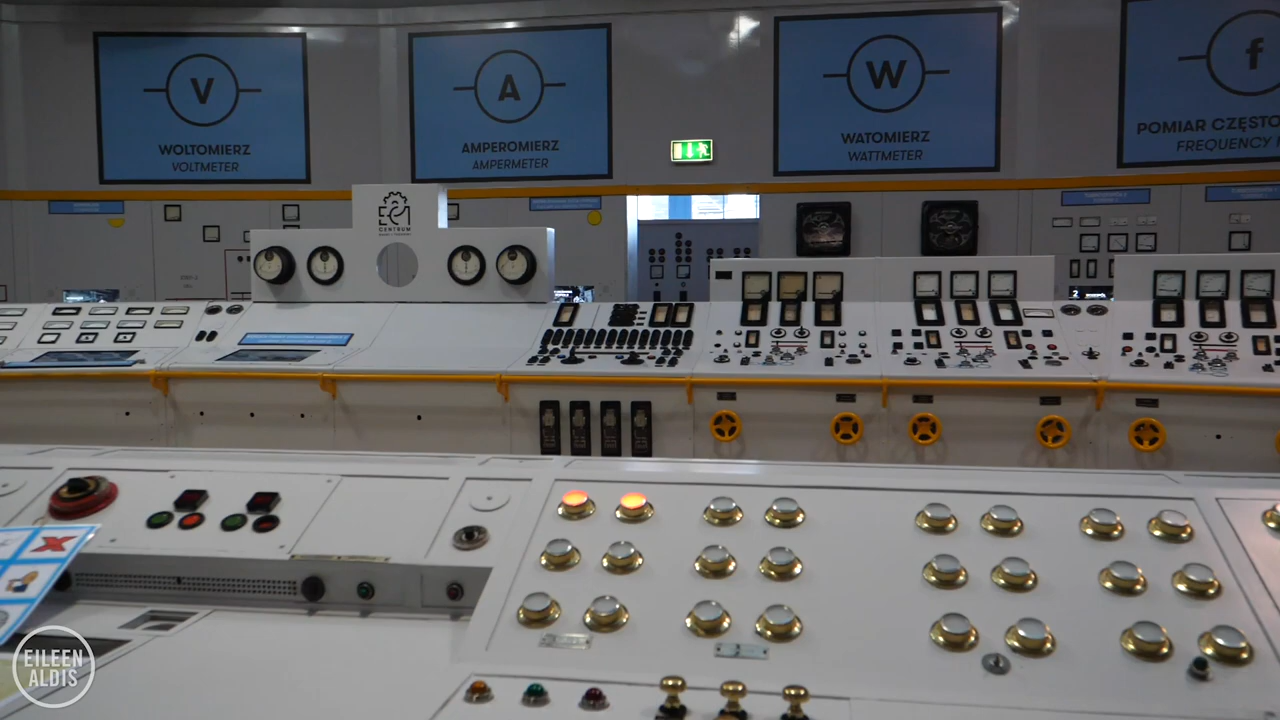 V
WOLTOMIERZ
VOLTMETER
A
AMPEROMIERZ
AMPERMETER
W
WATOMIERZ
WATTMETER
f
POMIAR CZĘSTO
FREQUENCY
EC1
CENTRUM
EILEEN
ALDIS